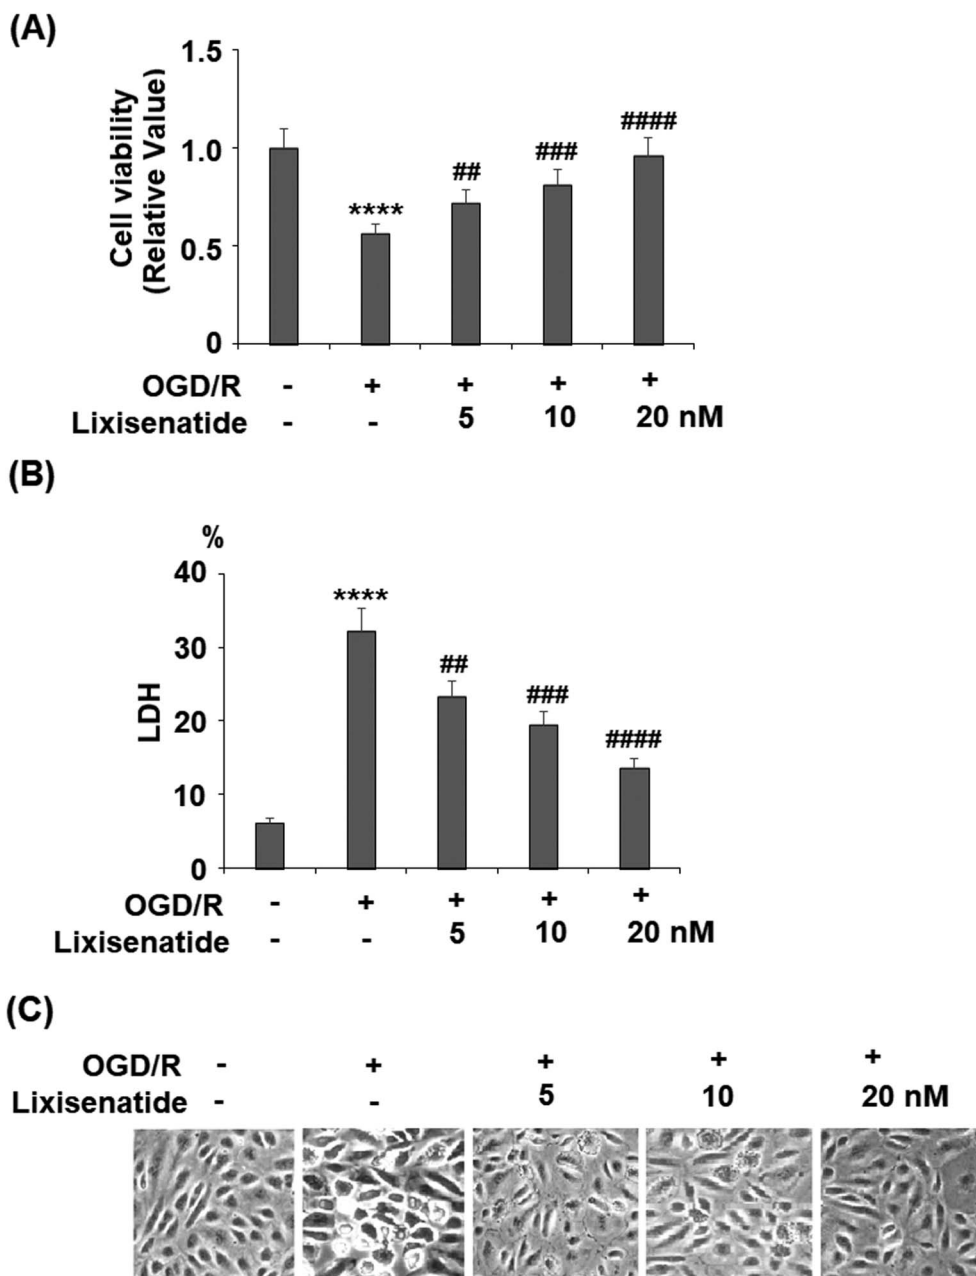 (A)
Cell viability
(Relative Value)
1.5
1.0
0.5
0
****
##
###
####
OGD/R - + + + +
Lixisenatide - - 5 10 20 nM
(B)
%
LDH
40
30
20
10
0
****
##
###
####
OGD/R - + + + +
Lixisenatide - - 5 10 20 nM
(C)
OGD/R - + + + +
Lixisenatide - - 5 10 20 nM